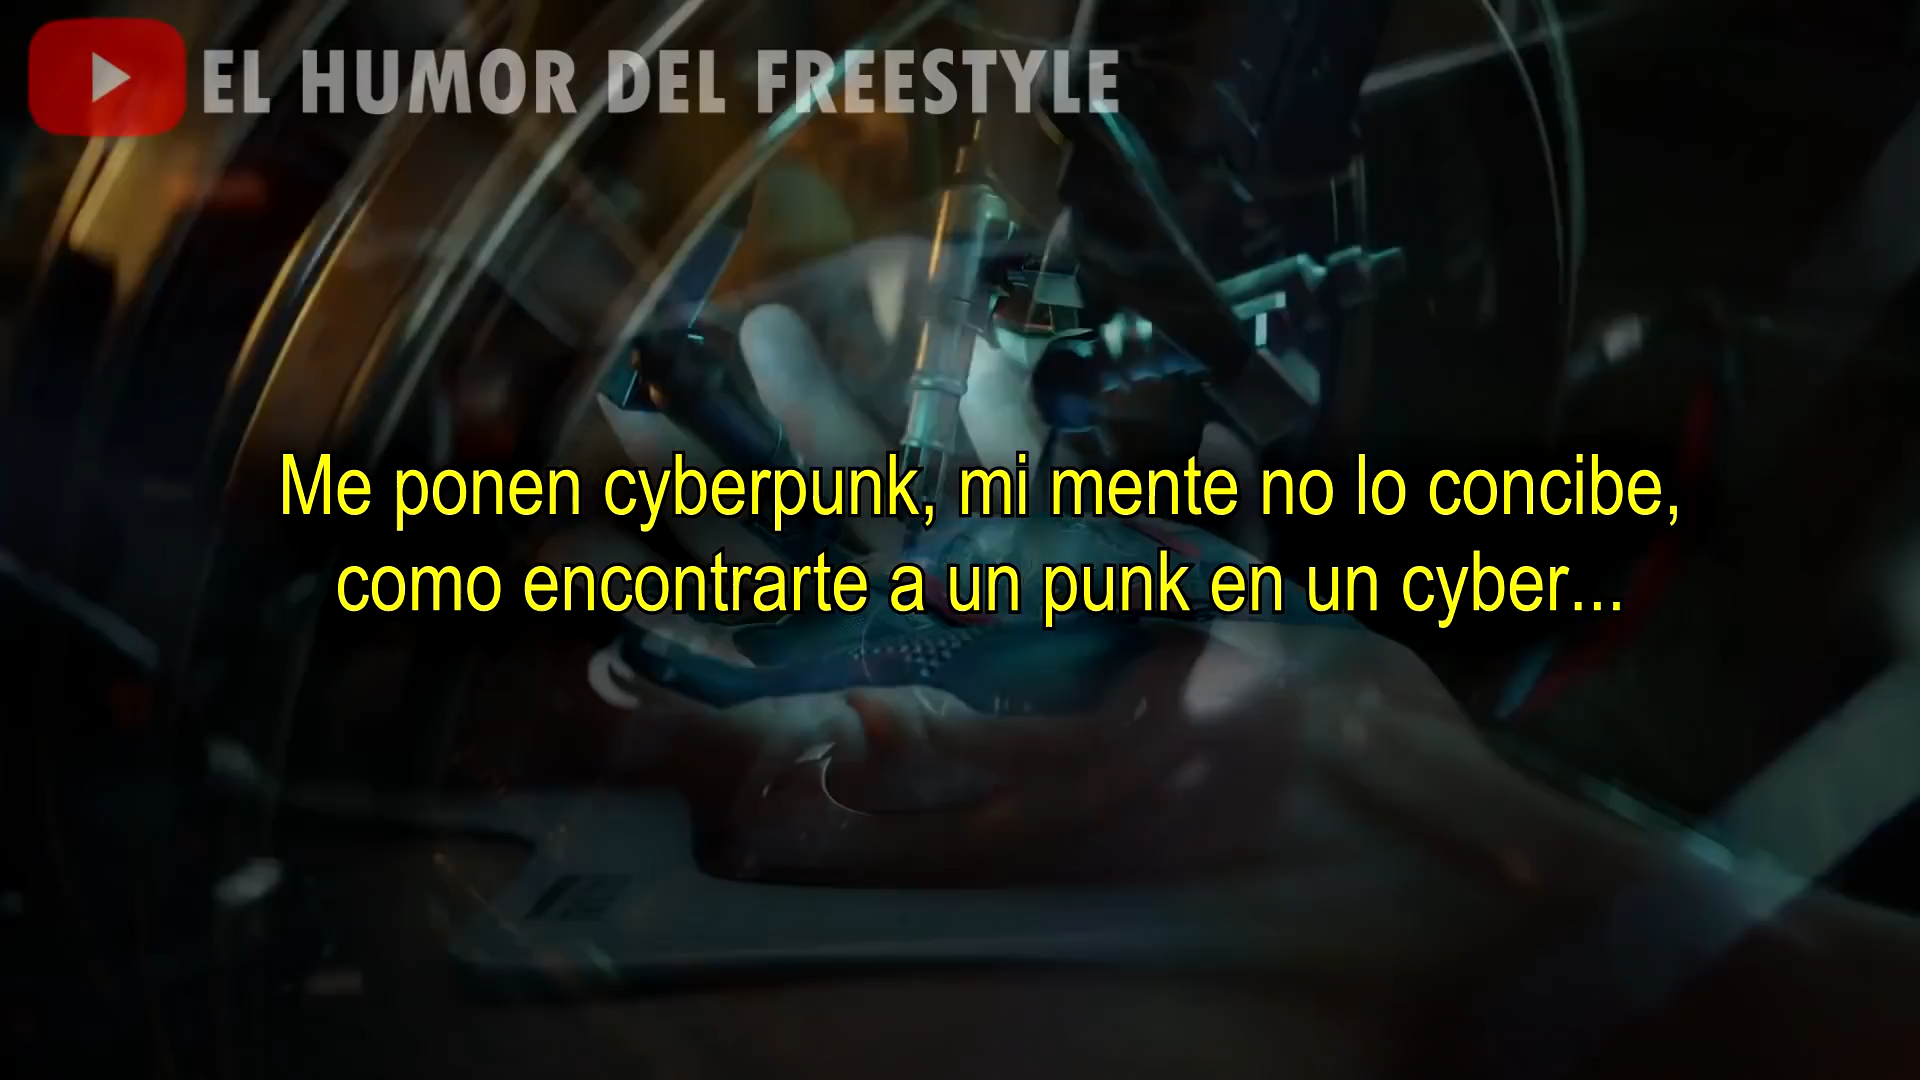 EL HUMOR DEL FREESTYLE
Me ponen cyberpunk, mi mente no lo concibe,
como encontrarte a un punk en un cyber...